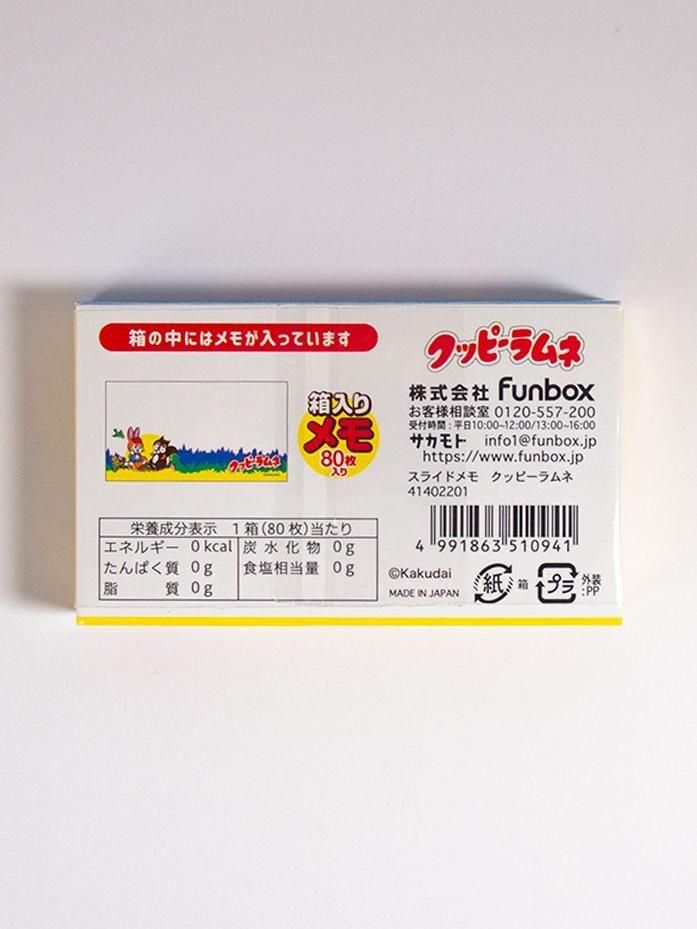 箱の中にはメモが入っています
クッピーラムネ
箱入り
メモ
80枚
入り
クッピーラムネ
株式会社 funbox
お客様相談室 0120-557-200
受付時間:平日10:00~12:00/13:00~16:00
サカモト info1@funbox.jp
https://www.funbox.jp
スライドメモ クッピーラムネ
41402201
4 991863 510941
栄養成分表示 1箱(80枚)当たり
エネルギー 0kcal 炭水化物 0g
たんぱく質 0g 食塩相当量 0g
脂質 0g
©Kakudai
MADE IN JAPAN
紙 箱
プラ 外装
:PP